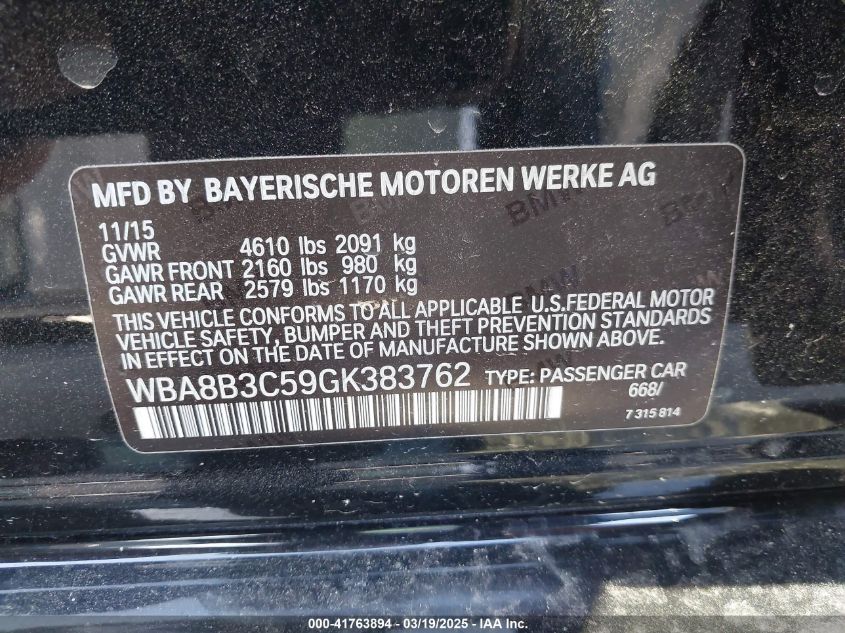 MFD BY BAYERISCHE MOTOREN WERKE AG
11/15
GVWR 4610 lbs 2091 kg
GAWR FRONT 2160 lbs 980 kg
GAWR REAR 2579 lbs 1170 kg
THIS VEHICLE CONFORMS TO ALL APPLICABLE U.S.FEDERAL MOTOR
VEHICLE SAFETY, BUMPER AND THEFT PREVENTION STANDARDS
IN EFFECT ON THE DATE OF MANUFACTURE SHOWN ABOVE.
WBA8B3C59GK383762 TYPE: PASSENGER CAR
668/
7 315 814
BMW
BMW
000-41763894 - 03/19/2025 - IAA Inc.